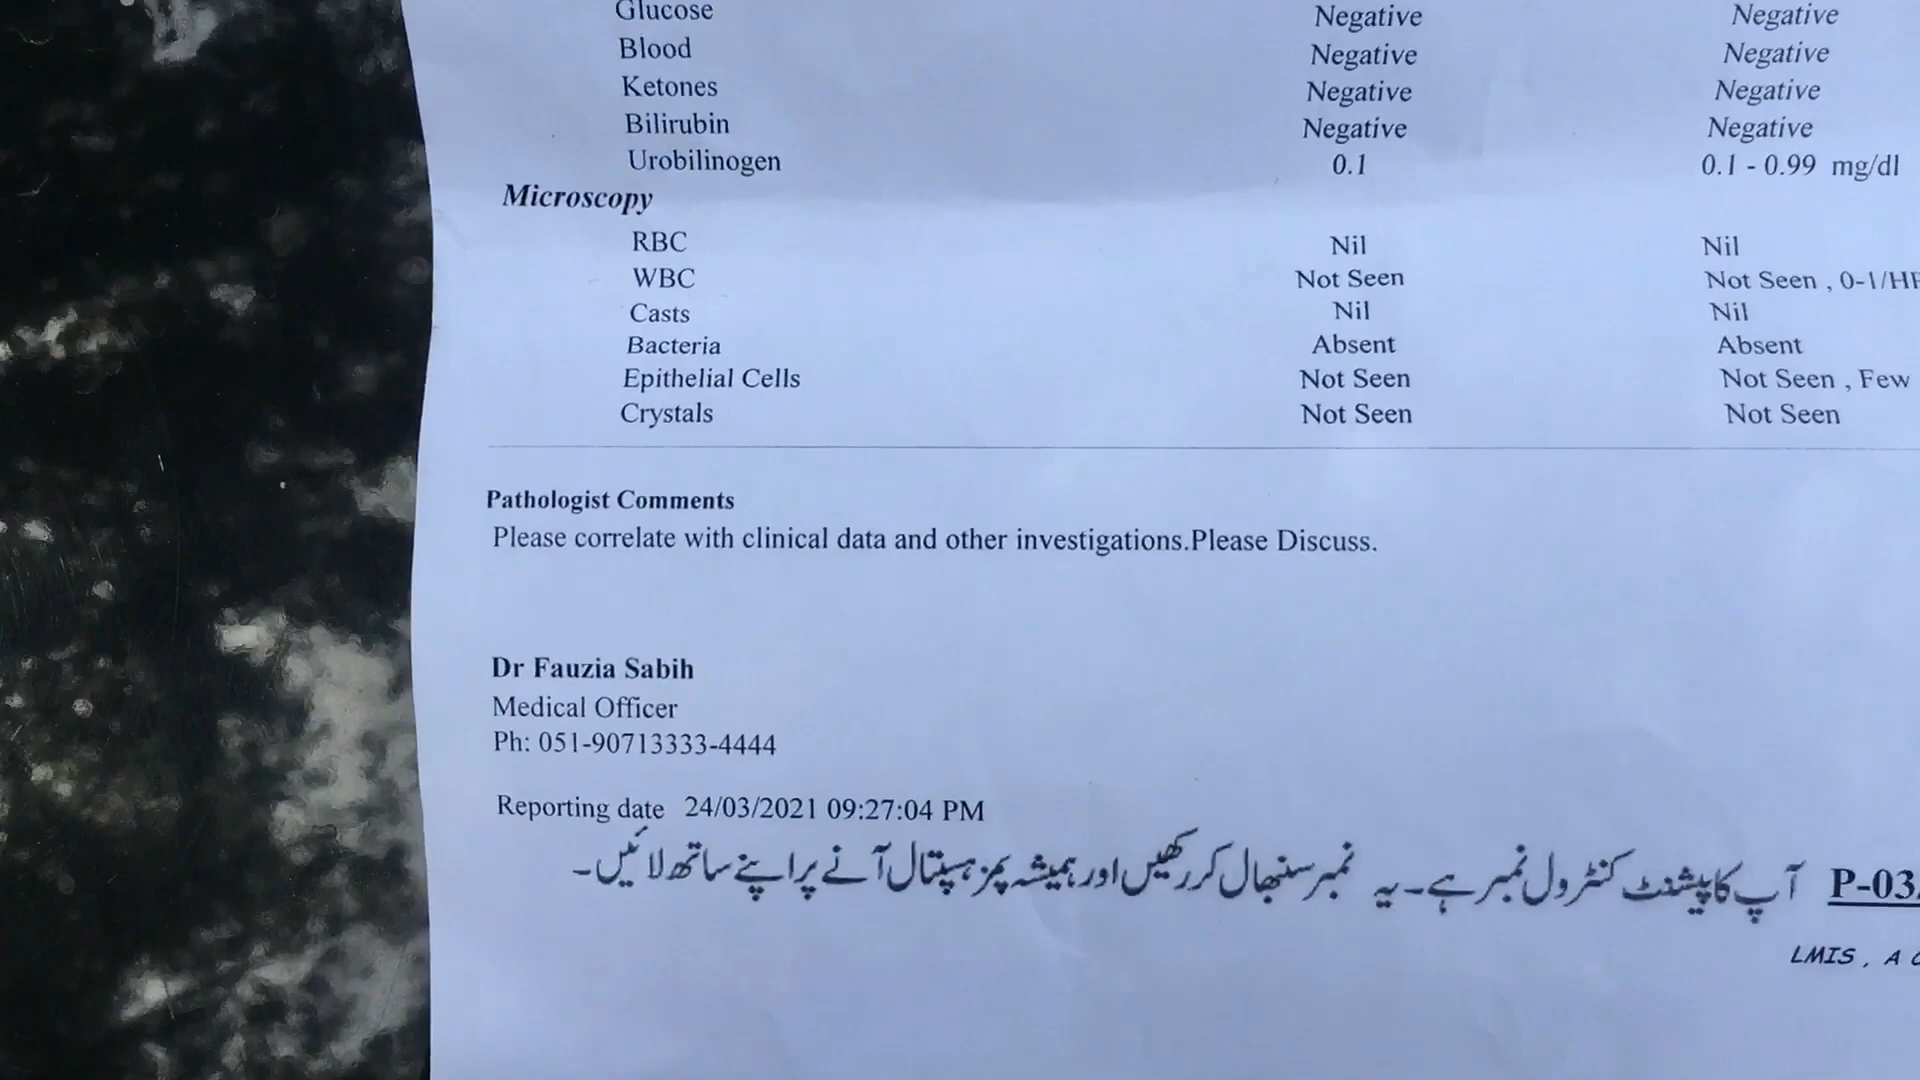 Glucose Negative Negative
Blood Negative Negative
Ketones Negative Negative
Bilirubin Negative Negative
Urobilinogen 0.1 0.1 - 0.99 mg/dl
Microscopy
RBC Nil Nil
WBC Not Seen Not Seen , 0-1/HP
Casts Nil Nil
Bacteria Absent Absent
Epithelial Cells Not Seen Not Seen , Few
Crystals Not Seen Not Seen
Pathologist Comments
Please correlate with clinical data and other investigations.Please Discuss.
Dr Fauzia Sabih
Medical Officer
Ph: 051-90713333-4444
Reporting date 24/03/2021 09:27:04 PM
P-03 آپ کا پیشنٹ کنٹرول نمبر ہے۔ یہ نمبر سنبھال کر رکھیں اور ہمیشہ پمز ہسپتال آنے پر اپنے ساتھ لائیں۔
LMIS , A